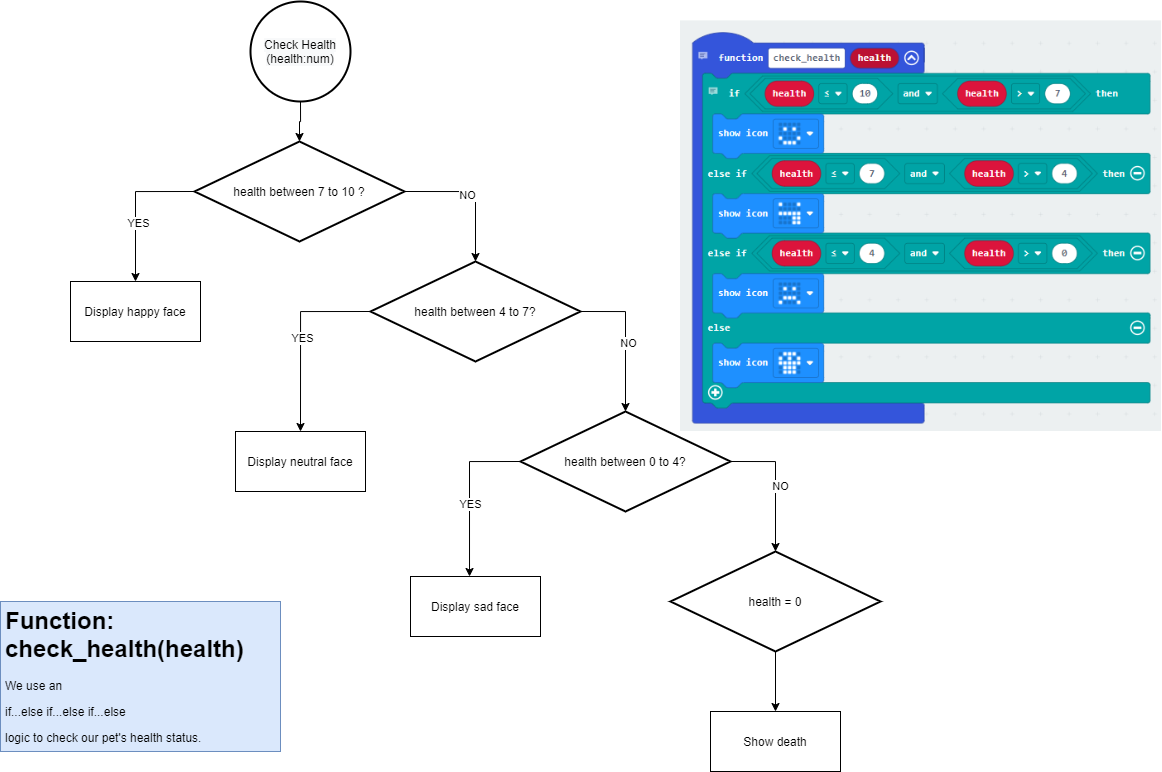 Check Health
(health:num)
health between 7 to 10 ?
YES
NO
Display happy face
health between 4 to 7?
YES
NO
Display neutral face
health between 0 to 4?
YES
NO
Display sad face
health = 0
Show death
function check_health health
if health ≤ 10 and health > 7 then
show icon
else if health ≤ 7 and health > 4 then
show icon
else if health ≤ 4 and health > 0 then
show icon
else
show icon
Function:
check_health(health)
We use an
if...else if...else if...else
logic to check our pet's health status.